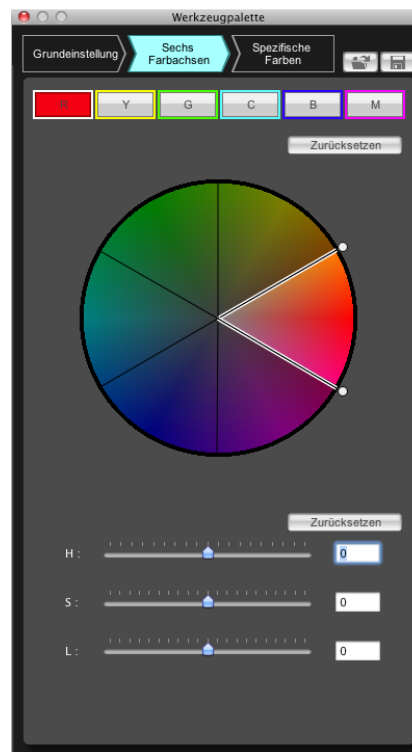 Werkzeugpalette
Grundeinstellung
Sechs
Farbachsen
Spezifische
Farben
R Y G C B M
Zurücksetzen
Zurücksetzen
H : 0
S : 0
L : 0